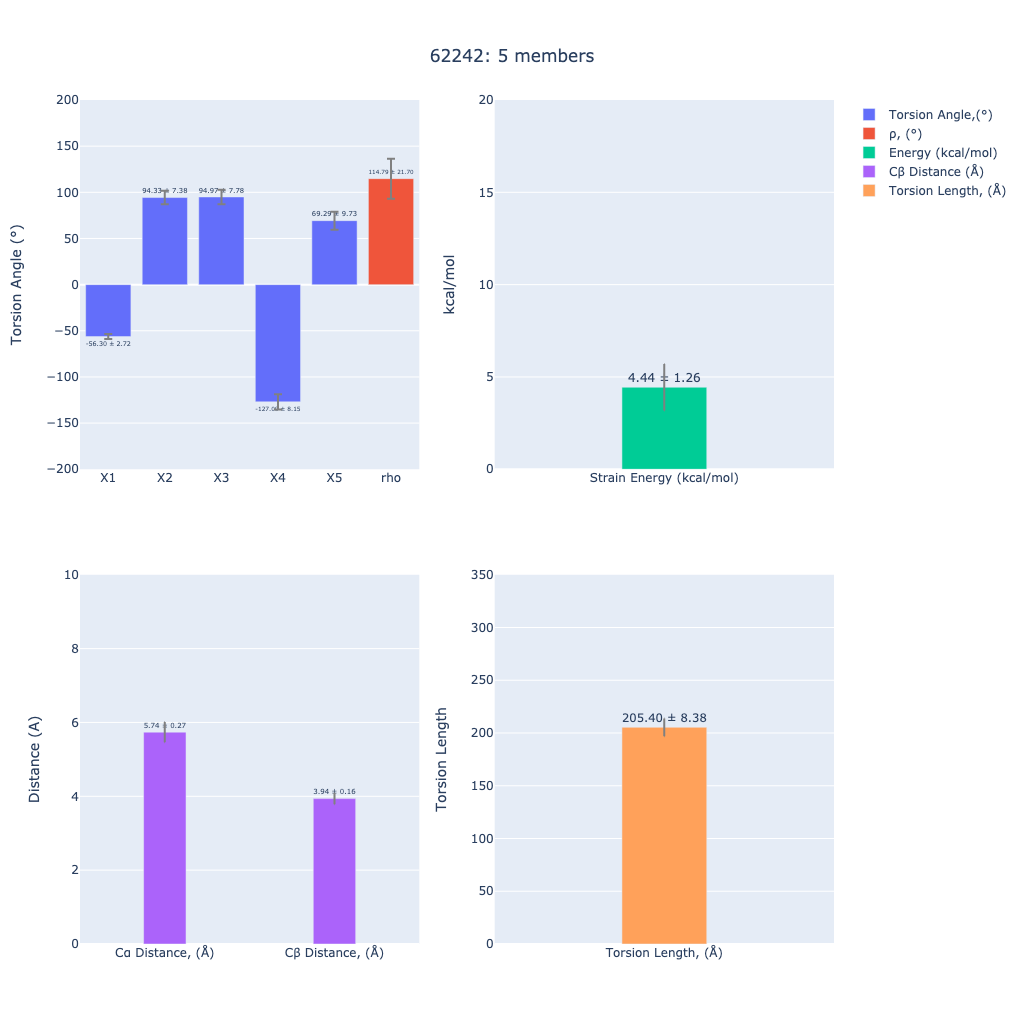 62242: 5 members
Torsion Angle (°)
200
150
100
50
0
−50
−100
−150
−200
94.33 ± 7.38
94.97 ± 7.78
69.29 ± 9.73
114.79 ± 21.70
-56.30 ± 2.72
± 8.15
X1
X2
X3
X4
X5
rho
kcal/mol
20
15
10
5
0
4.44 ± 1.26
Strain Energy (kcal/mol)
Torsion Angle,(°)
ρ, (°)
Energy (kcal/mol)
Cβ Distance (Å)
Torsion Length, (Å)
Distance (A)
10
8
6
4
2
0
5.74 ± 0.27
3.94 ± 0.16
Cα Distance, (Å)
Cβ Distance, (Å)
Torsion Length
350
300
250
200
150
100
50
0
205.40 ± 8.38
Torsion Length, (Å)